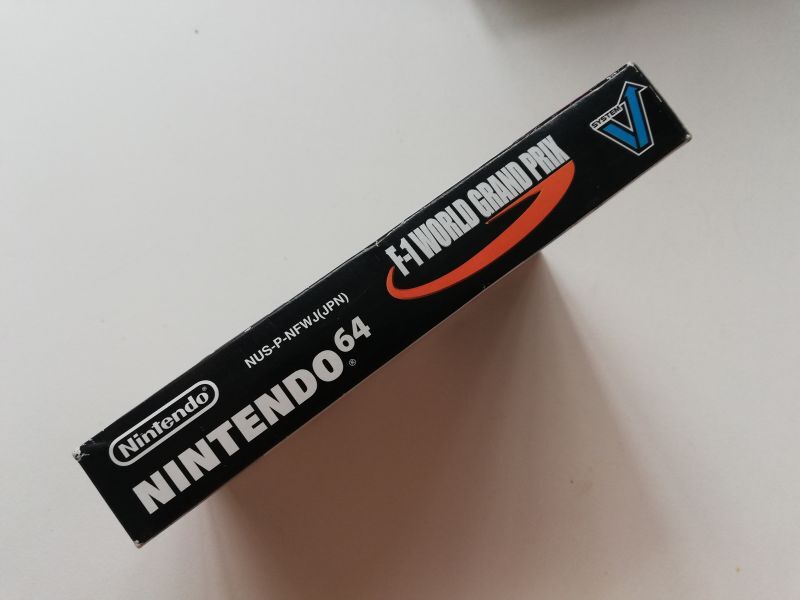 Nintendo®
NUS-P-NFWJ(JPN)
NINTENDO64®
F-1 WORLD GRAND PRIX
SYSTEM
V